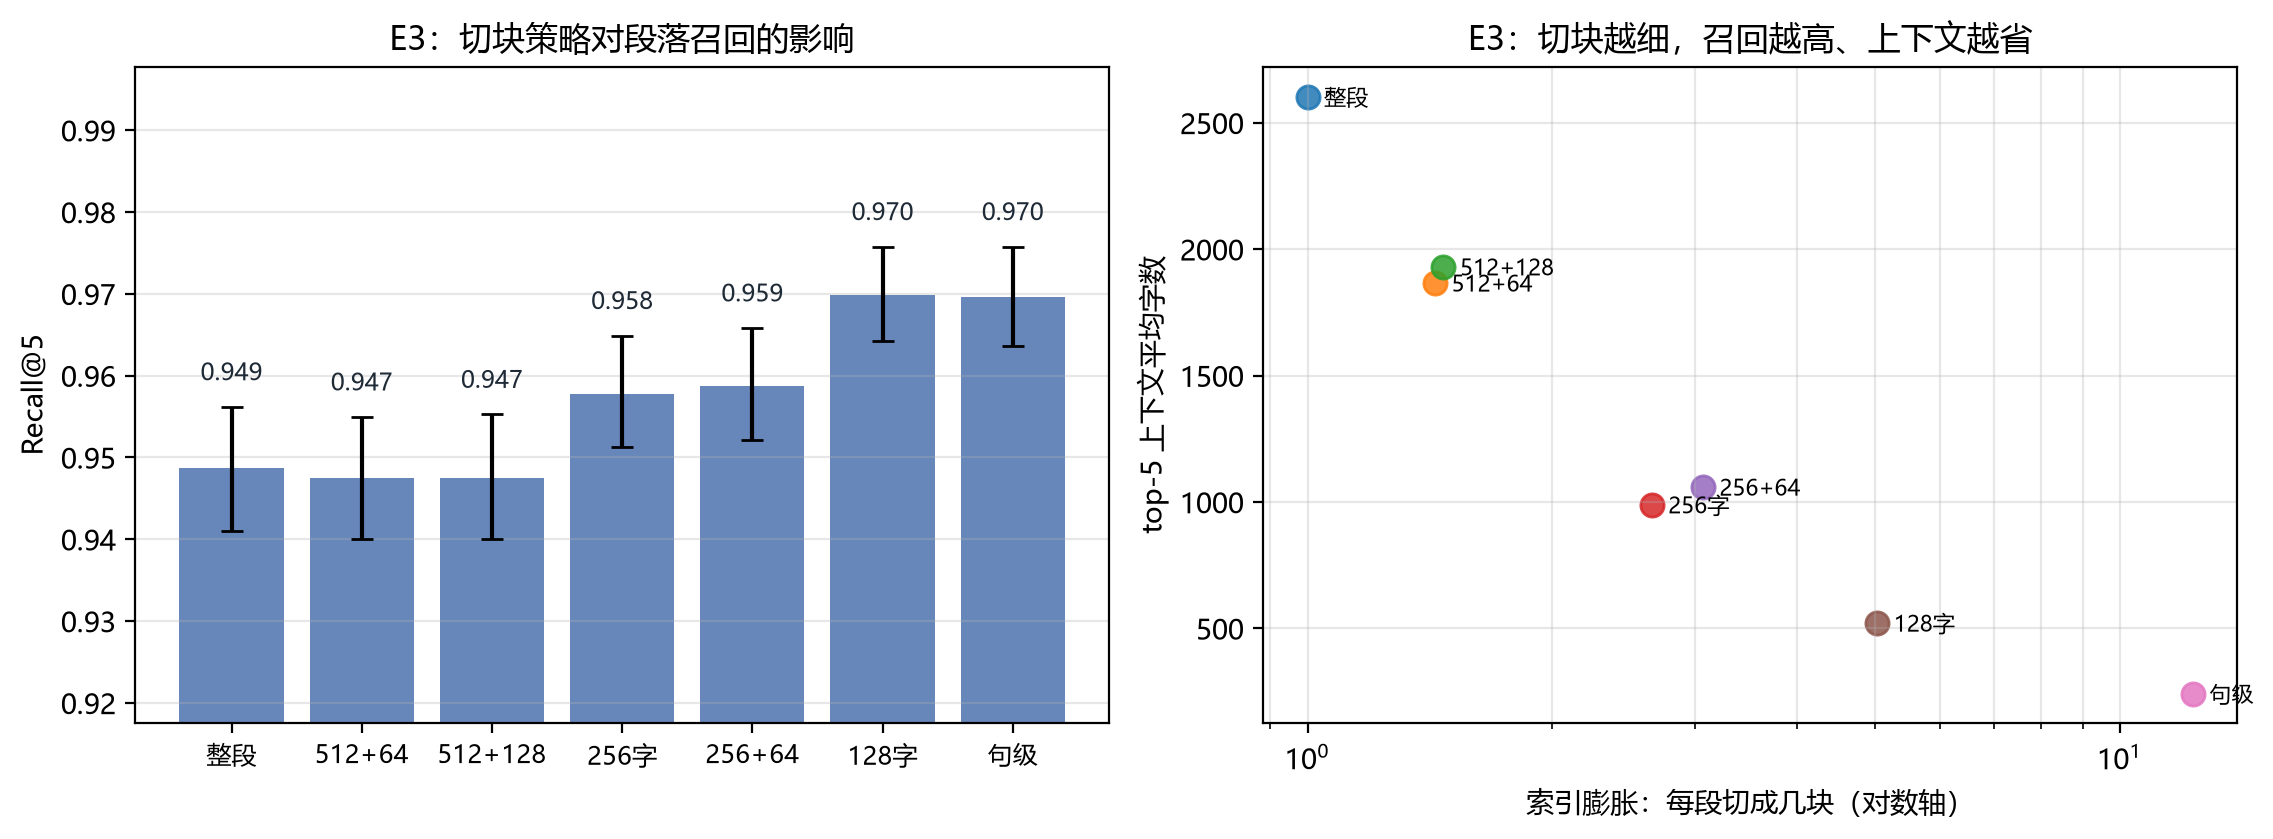 E3：切块策略对段落召回的影响
Recall@5
0.99
0.98
0.97
0.96
0.95
0.94
0.93
0.92
0.949
0.947
0.947
0.958
0.959
0.970
0.970
整段
512+64
512+128
256字
256+64
128字
句级
E3：切块越细，召回越高、上下文越省
top-5 上下文平均字数
2500
2000
1500
1000
500
整段
512+128
512+64
256+64
256字
128字
句级
10⁰
10¹
索引膨胀：每段切成几块（对数轴）